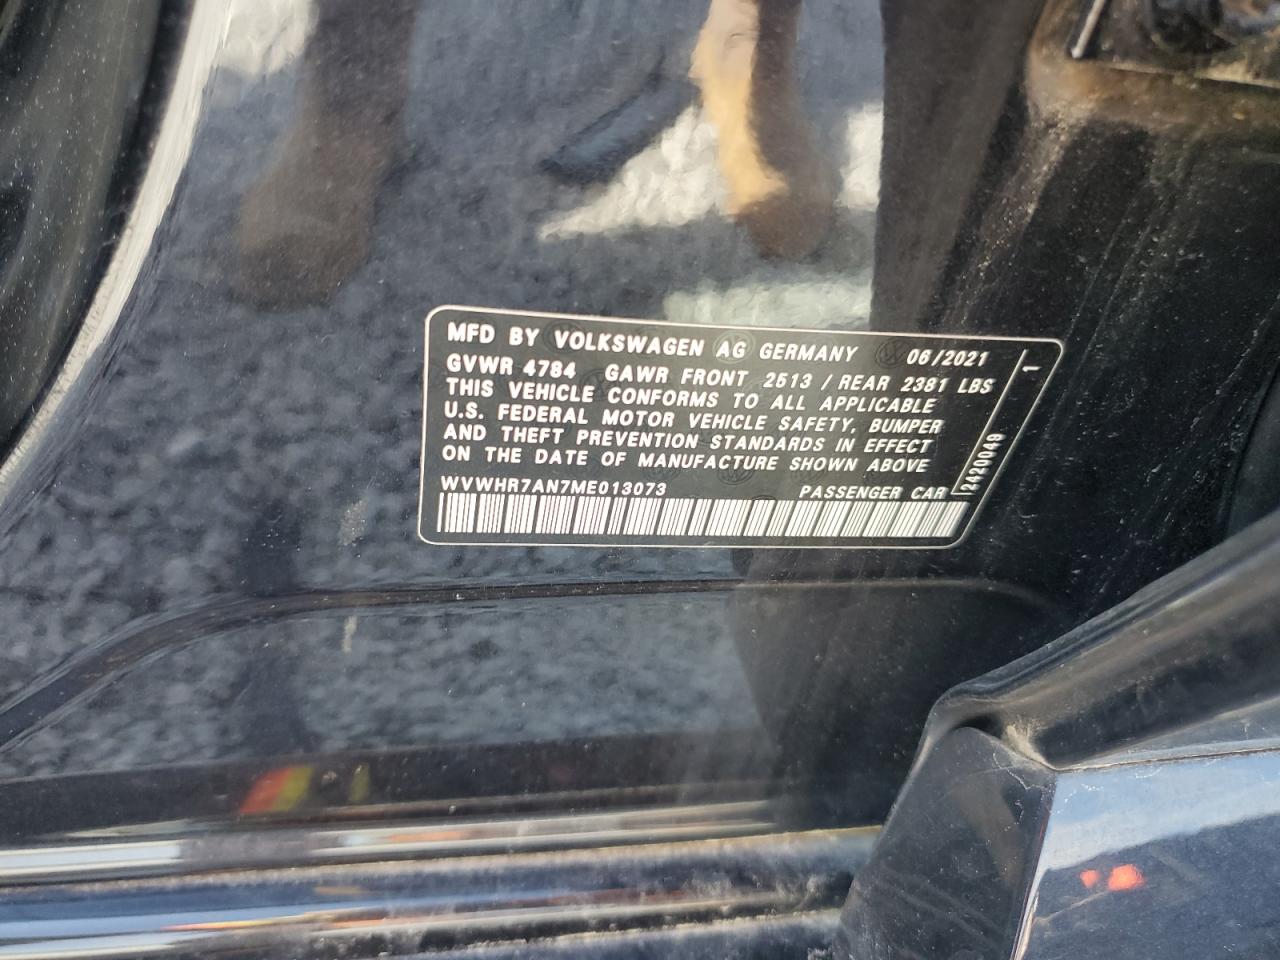 MFD BY VOLKSWAGEN AG GERMANY 06/2021
GVWR 4784 GAWR FRONT 2513 / REAR 2381 LBS
THIS VEHICLE CONFORMS TO ALL APPLICABLE
U.S. FEDERAL MOTOR VEHICLE SAFETY, BUMPER
AND THEFT PREVENTION STANDARDS IN EFFECT
ON THE DATE OF MANUFACTURE SHOWN ABOVE
WVWHR7AN7ME013073 PASSENGER CAR
2420049 1